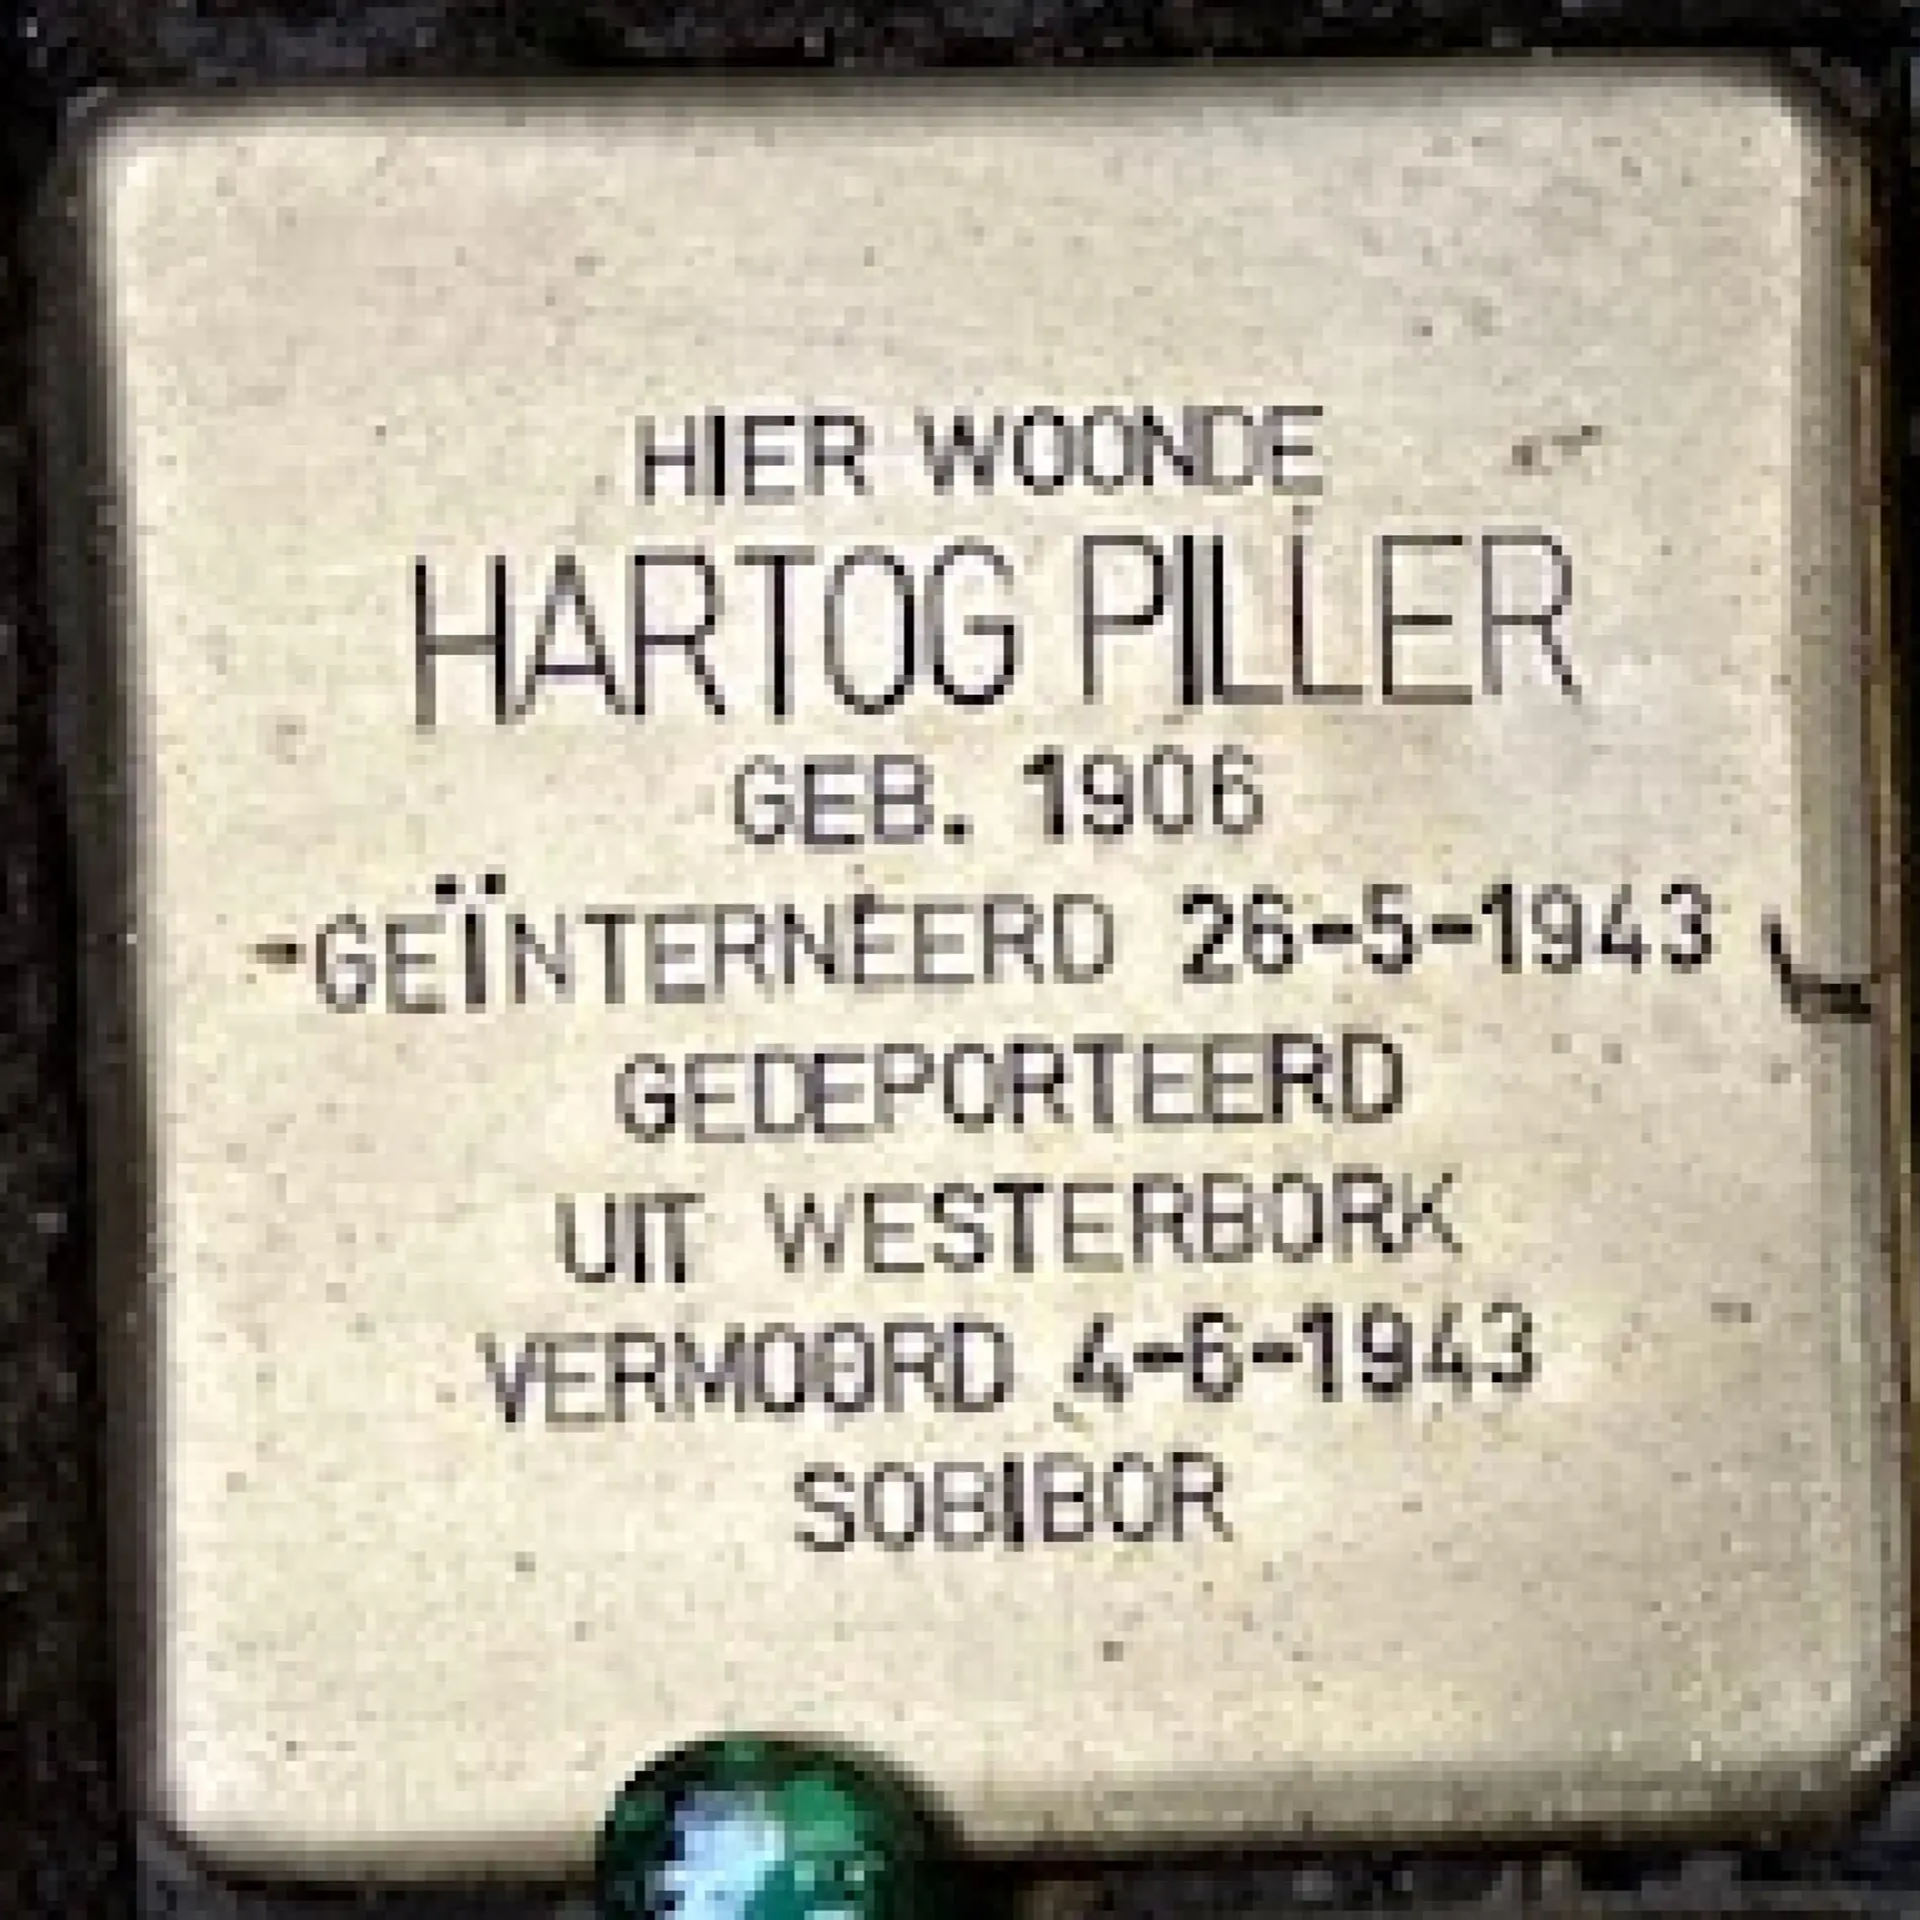 HIER WOONDE
HARTOG PILLER
GEB. 1906
GEÏNTERNEERD 26-5-1943
GEDEPORTEERD
UIT WESTERBORK
VERMOORD 4-6-1943
SOBIBOR